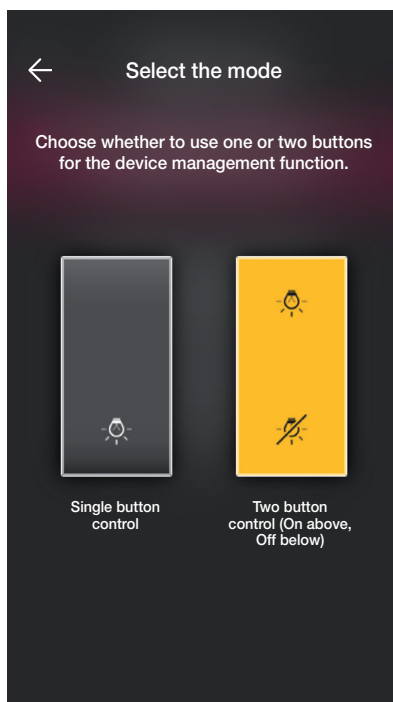 Select the mode
Choose whether to use one or two buttons
for the device management function.
Single button
control
Two button
control (On above,
Off below)